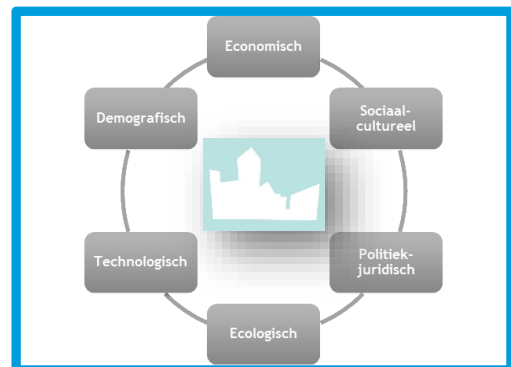 Economisch
Demografisch
Sociaal-
cultureel
Technologisch
Politiek-
juridisch
Ecologisch